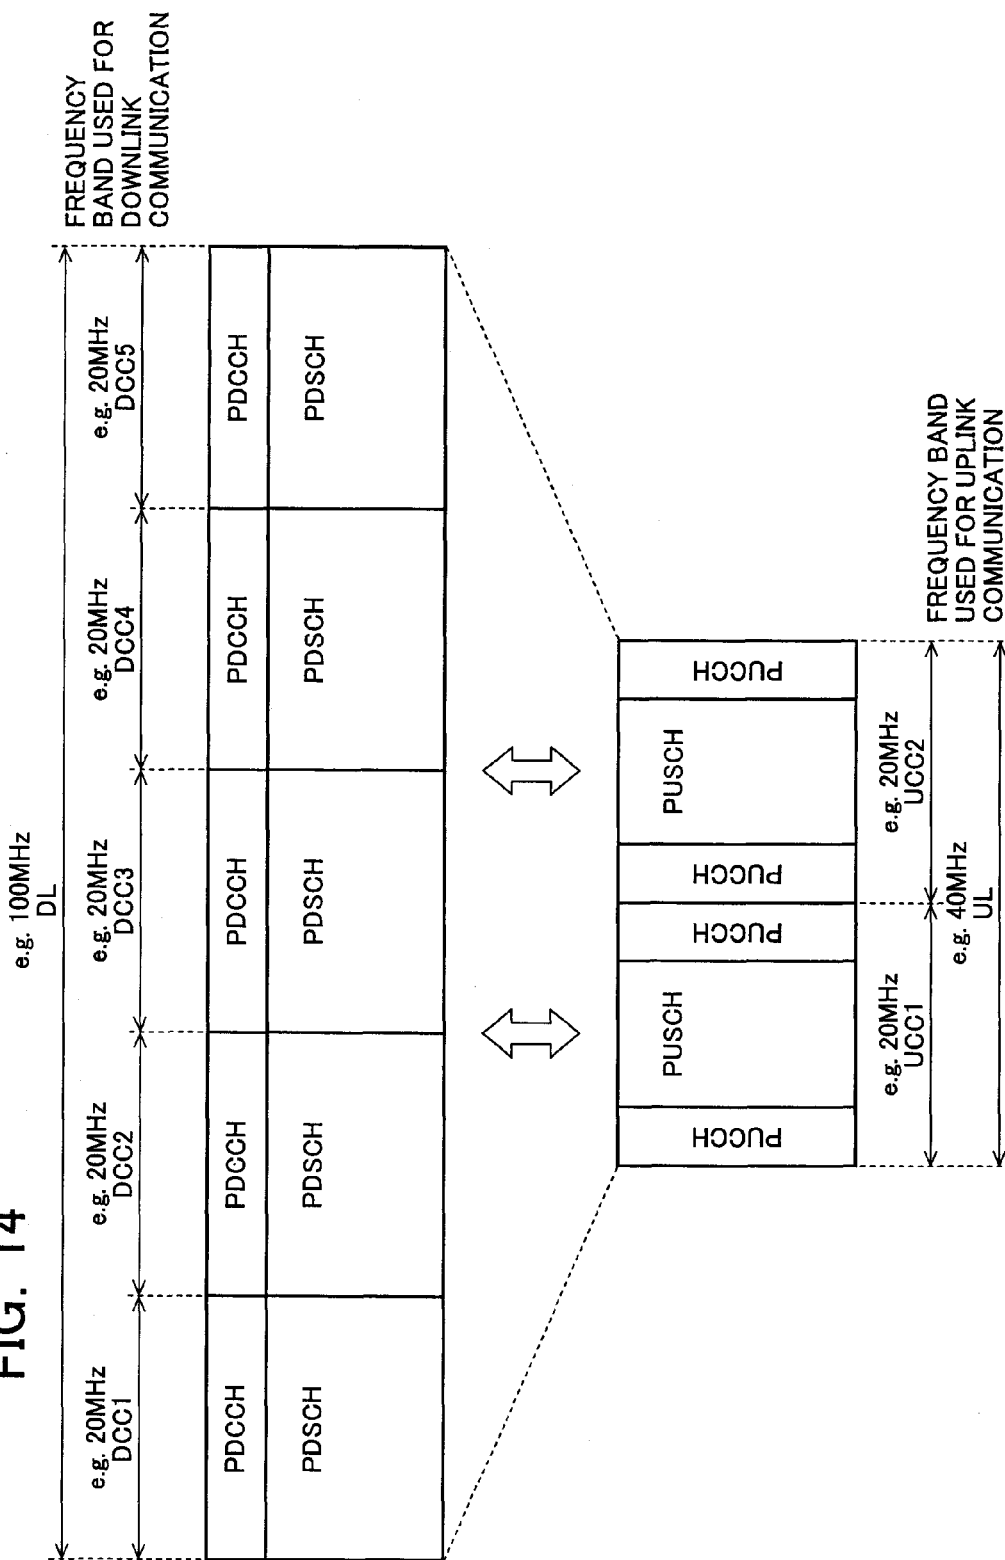 FIG. 14
e.g. 100MHz
DL
FREQUENCY
BAND USED FOR
DOWNLINK
COMMUNICATION
e.g. 20MHz
DCC1
e.g. 20MHz
DCC2
e.g. 20MHz
DCC3
e.g. 20MHz
DCC4
e.g. 20MHz
DCC5
PDCCH
PDCCH
PDCCH
PDCCH
PDCCH
PDSCH
PDSCH
PDSCH
PDSCH
PDSCH
PUCCH
PUSCH
PUCCH
PUCCH
PUCCH
PUSCH
PUCCH
e.g. 20MHz
UCC1
e.g. 20MHz
UCC2
e.g. 40MHz
UL
FREQUENCY BAND
USED FOR UPLINK
COMMUNICATION